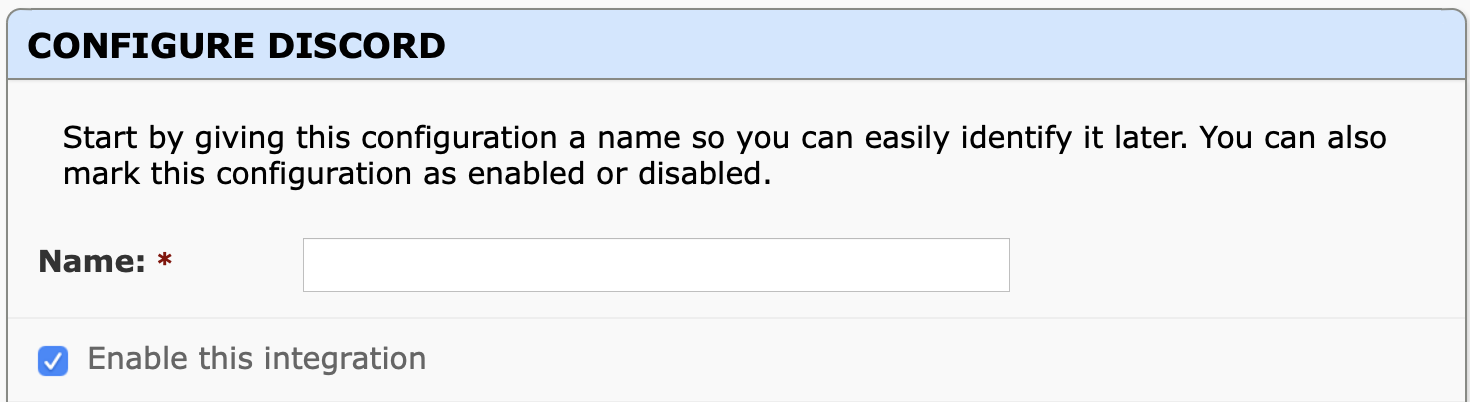 CONFIGURE DISCORD
Start by giving this configuration a name so you can easily identify it later. You can also
mark this configuration as enabled or disabled.
Name: *
Enable this integration